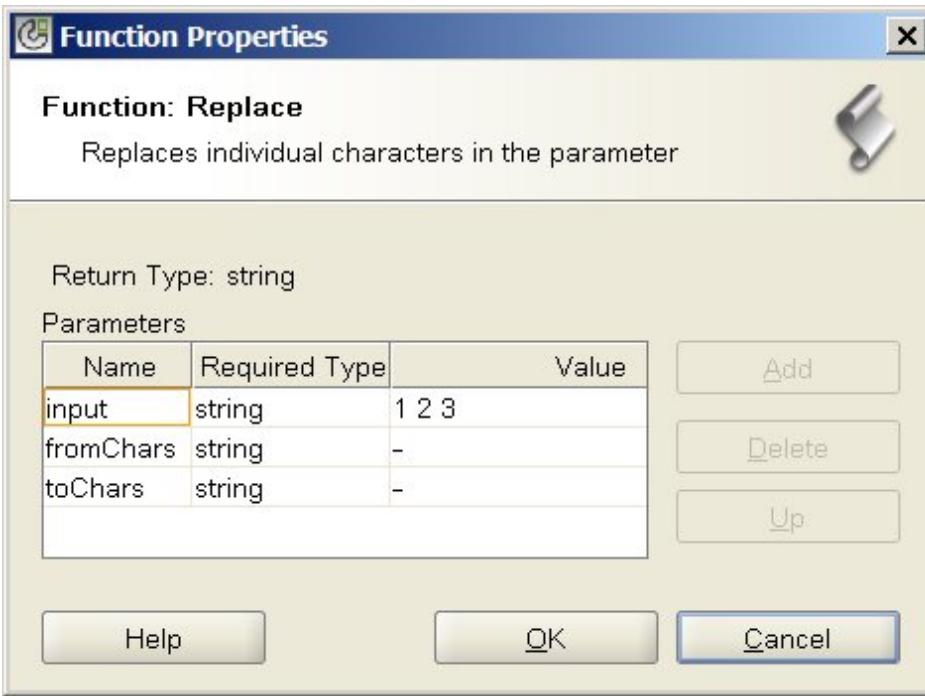 Function Properties
Function: Replace
Replaces individual characters in the parameter
Return Type: string
Parameters
Name Required Type Value
input string 1 2 3
fromChars string -
toChars string -
Add
Delete
Up
Help OK Cancel